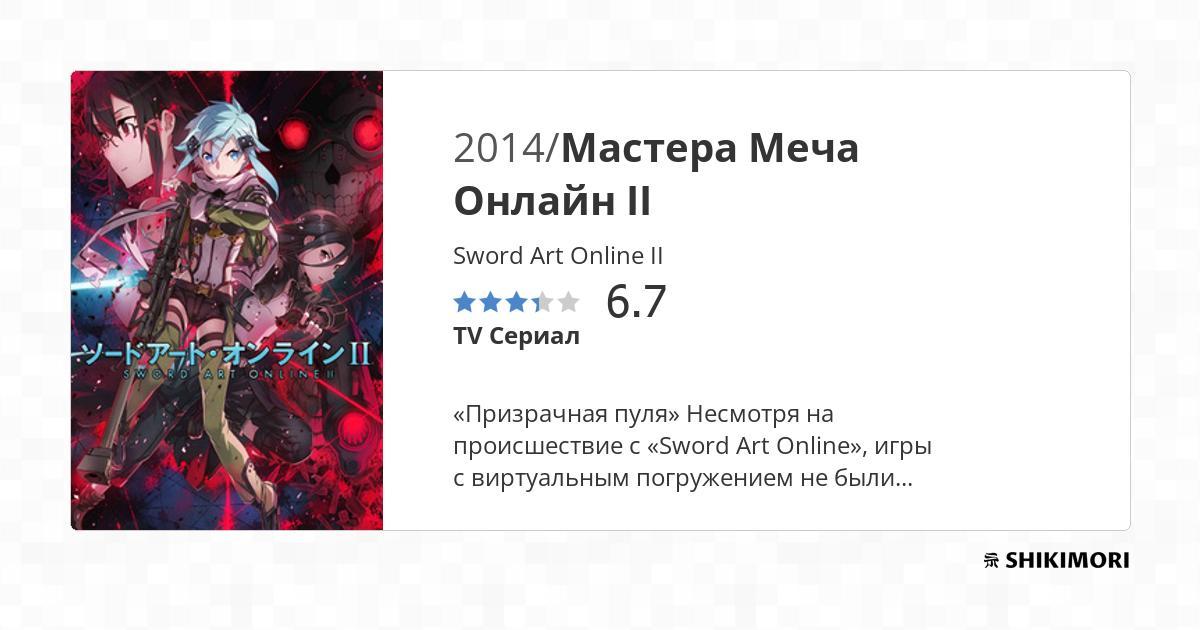 2014/Мастера Меча
Онлайн II
Sword Art Online II
6.7
TV Сериал
«Призрачная пуля» Несмотря на
происшествие с «Sword Art Online», игры
с виртуальным погружением не были...
ソードアート・オンラインII
SWORD ART ONLINE II
SHIKIMORI